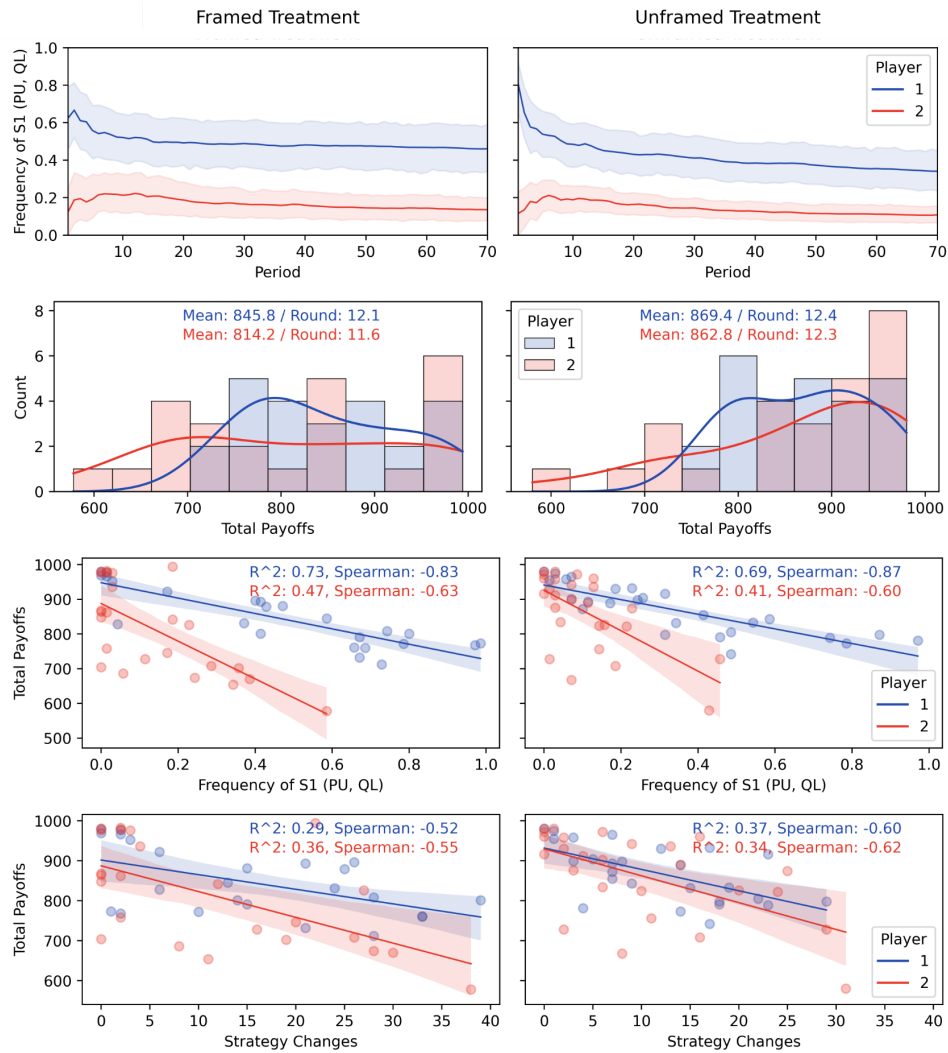 Framed Treatment
Unframed Treatment
Frequency of S1 (PU, QL)
1.0
0.8
0.6
0.4
0.2
0.0
10 20 30 40 50 60 70
Period
Player
1
2
10 20 30 40 50 60 70
Period
Count
8
6
4
2
0
Mean: 845.8 / Round: 12.1
Mean: 814.2 / Round: 11.6
600 700 800 900 1000
Total Payoffs
Player
1
2
Mean: 869.4 / Round: 12.4
Mean: 862.8 / Round: 12.3
600 700 800 900 1000
Total Payoffs
Total Payoffs
1000
900
800
700
600
500
R^2: 0.73, Spearman: -0.83
R^2: 0.47, Spearman: -0.63
0.0 0.2 0.4 0.6 0.8 1.0
Frequency of S1 (PU, QL)
R^2: 0.69, Spearman: -0.87
R^2: 0.41, Spearman: -0.60
Player
1
2
0.0 0.2 0.4 0.6 0.8 1.0
Frequency of S1 (PU, QL)
Total Payoffs
1000
900
800
700
600
R^2: 0.29, Spearman: -0.52
R^2: 0.36, Spearman: -0.55
0 5 10 15 20 25 30 35 40
Strategy Changes
R^2: 0.37, Spearman: -0.60
R^2: 0.34, Spearman: -0.62
Player
1
2
0 5 10 15 20 25 30 35 40
Strategy Changes